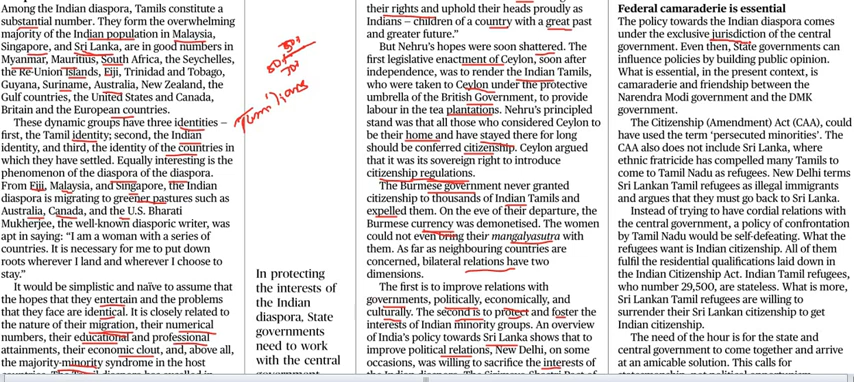 Among the Indian diaspora, Tamils constitute a
substantial number. They form the overwhelming
majority of the Indian population in Malaysia,
Singapore, and Sri Lanka, are in good numbers in
Myanmar, Mauritius, South Africa, the Seychelles,
the Re-Union Islands, Fiji, Trinidad and Tobago,
Guyana, Suriname, Australia, New Zealand, the
Gulf countries, the United States and Canada,
Britain and the European countries.
These dynamic groups have three identities –
first, the Tamil identity; second, the Indian
identity, and third, the identity of the countries in
which they have settled. Equally interesting is the
phenomenon of the diaspora of the diaspora.
From Fiji, Malaysia, and Singapore, the Indian
diaspora is migrating to greener pastures such as
Australia, Canada, and the U.S. Bharati
Mukherjee, the well-known diasporic writer, was
apt in saying: “I am a woman with a series of
countries. It is necessary for me to put down
roots wherever I land and wherever I choose to
stay.”
It would be simplistic and naïve to assume that
the hopes that they entertain and the problems
that they face are identical. It is closely related to
the nature of their migration, their numerical
numbers, their educational and professional
attainments, their economic clout, and, above all,
the majority-minority syndrome in the host
Tamilians
In protecting
the interests of
the Indian
diaspora, State
governments
need to work
with the central
their rights and uphold their heads proudly as
Indians – children of a country with a great past
and greater future.”
But Nehru’s hopes were soon shattered. The
first legislative enactment of Ceylon, soon after
independence, was to render the Indian Tamils,
who were taken to Ceylon under the protective
umbrella of the British Government, to provide
labour in the tea plantations. Nehru’s principled
stand was that all those who considered Ceylon to
be their home and have stayed there for long
should be conferred citizenship. Ceylon argued
that it was its sovereign right to introduce
citizenship regulations.
The Burmese government never granted
citizenship to thousands of Indian Tamils and
expelled them. On the eve of their departure, the
Burmese currency was demonetised. The women
could not even bring their mangalyasutra with
them. As far as neighbouring countries are
concerned, bilateral relations have two
dimensions.
The first is to improve relations with
governments, politically, economically, and
culturally. The second is to protect and foster the
interests of Indian minority groups. An overview
of India’s policy towards Sri Lanka shows that to
improve political relations, New Delhi, on some
occasions, was willing to sacrifice the interests of
Federal camaraderie is essential
The policy towards the Indian diaspora comes
under the exclusive jurisdiction of the central
government. Even then, State governments can
influence policies by building public opinion.
What is essential, in the present context, is
camaraderie and friendship between the
Narendra Modi government and the DMK
government.
The Citizenship (Amendment) Act (CAA), could
have used the term ‘persecuted minorities’. The
CAA also does not include Sri Lanka, where
ethnic fratricide has compelled many Tamils to
come to Tamil Nadu as refugees. New Delhi terms
Sri Lankan Tamil refugees as illegal immigrants
and argues that they must go back to Sri Lanka.
Instead of trying to have cordial relations with
the central government, a policy of confrontation
by Tamil Nadu would be self-defeating. What the
refugees want is Indian citizenship. All of them
fulfil the residential qualifications laid down in
the Indian Citizenship Act. Indian Tamil refugees,
who number 29,500, are stateless. What is more,
Sri Lankan Tamil refugees are willing to
surrender their Sri Lankan citizenship to get
Indian citizenship.
The need of the hour is for the state and
central government to come together and arrive
at an amicable solution. This calls for